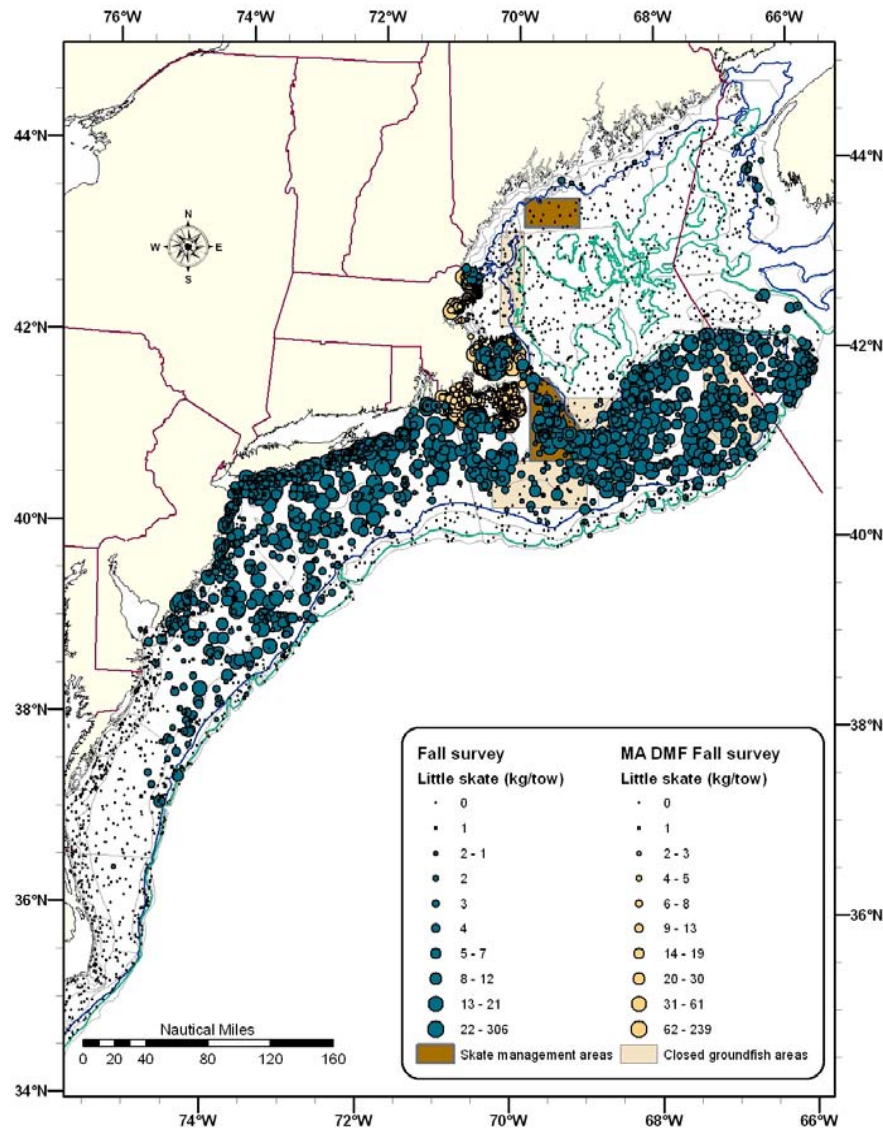 76°W 74°W 72°W 70°W 68°W 66°W
44°N 44°N
N
W E
S
42°N 42°N
40°N 40°N
38°N 38°N
36°N 36°N
34°N
Fall survey MA DMF Fall survey
Little skate (kg/tow) Little skate (kg/tow)
0 0
1 1
2 - 1 2 - 3
2 4 - 5
3 6 - 8
4 9 - 13
5 - 7 14 - 19
8 - 12 20 - 30
13 - 21 31 - 61
22 - 306 62 - 239
Skate management areas Closed groundfish areas
Nautical Miles
0 20 40 80 120 160
74°W 72°W 70°W 68°W 66°W